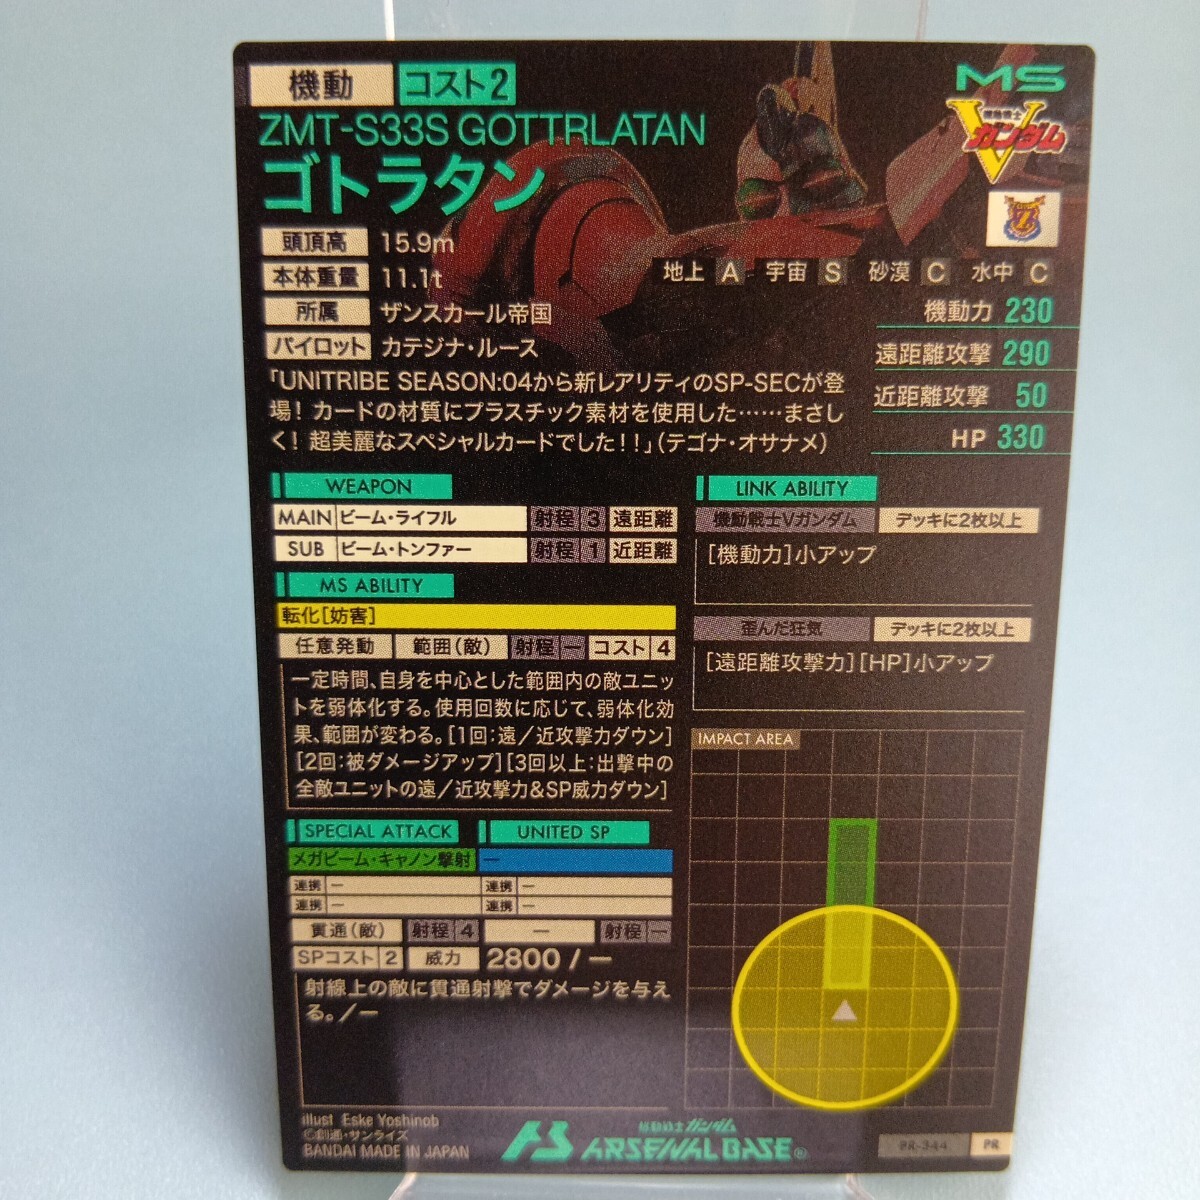 機動 コスト2
MS
機動戦士
Vガンダム
ZMT-S33S GOTTRLATAN
ゴトラタン
頭頂高 15.9m
本体重量 11.1t
所属 ザンスカール帝国
パイロット カテジナ・ルース
地上 A 宇宙 S 砂漠 C 水中 C
機動力 230
遠距離攻撃 290
近距離攻撃 50
HP 330
「UNITRIBE SEASON:04から新レアリティのSP-SECが登
場！カードの材質にプラスチック素材を使用した……まさし
く！超美麗なスペシャルカードでした！！」(テゴナ・オサナメ)
WEAPON
MAIN ビーム・ライフル 射程 3 遠距離
SUB ビーム・トンファー 射程 1 近距離
MS ABILITY
転化[妨害]
任意発動 範囲(敵) 射程 ー コスト 4
一定時間、自身を中心とした範囲内の敵ユニッ
トを弱体化する。使用回数に応じて、弱体化効
果、範囲が変わる。[1回：遠／近攻撃力ダウン]
[2回：被ダメージアップ][3回以上：出撃中の
全敵ユニットの遠／近攻撃力&SP威力ダウン]
LINK ABILITY
機動戦士Vガンダム デッキに2枚以上
[機動力]小アップ
歪んだ狂気 デッキに2枚以上
[遠距離攻撃力][HP]小アップ
IMPACT AREA
SPECIAL ATTACK UNITED SP
メガビーム・キャノン撃射 ー
連携 ー 連携 ー
連携 ー 連携 ー
貫通(敵) 射程 4 ー 射程 ー
SPコスト 2 威力 2800 / ー
射線上の敵に貫通射撃でダメージを与え
る。／ー
illust Eske Yoshinob
©創通・サンライズ
BANDAI MADE IN JAPAN
機動戦士ガンダム
ARSENAL BASE®
PR-344 PR